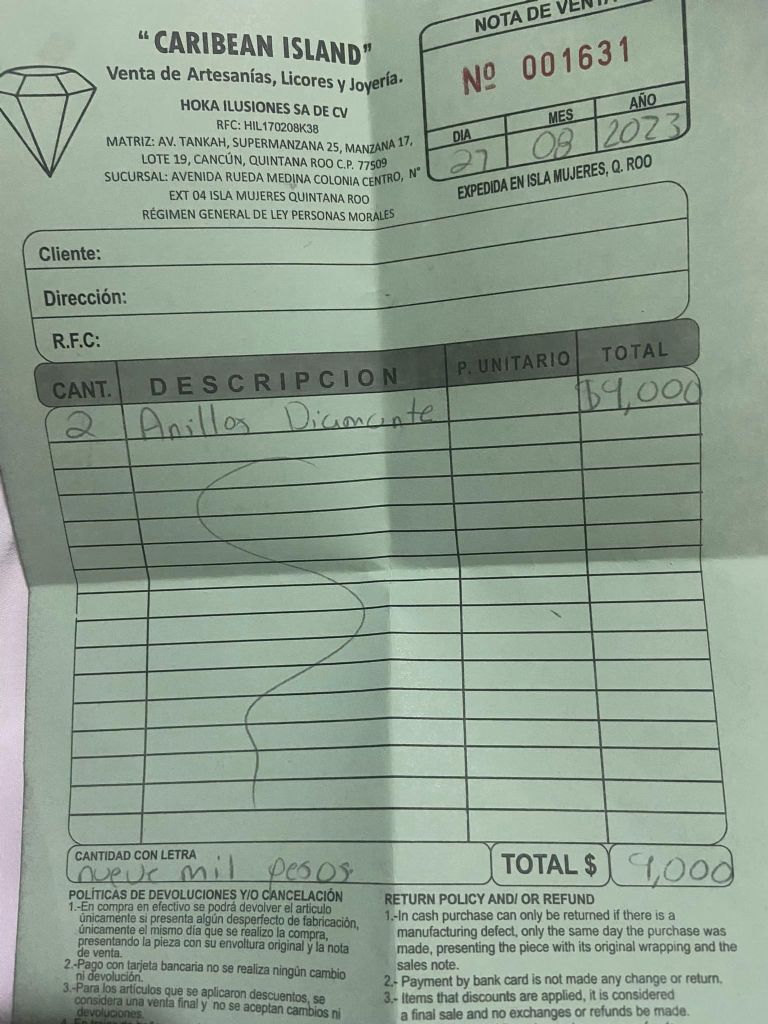 “CARIBEAN ISLAND”
Venta de Artesanías, Licores y Joyería.
HOKA ILUSIONES SA DE CV
RFC: HIL170208K38
MATRIZ: AV. TANKAH, SUPERMANZANA 25, MANZANA 17,
LOTE 19, CANCÚN, QUINTANA ROO C.P. 77509
SUCURSAL: AVENIDA RUEDA MEDINA COLONIA CENTRO, N°
EXT 04 ISLA MUJERES QUINTANA ROO
RÉGIMEN GENERAL DE LEY PERSONAS MORALES
NOTA DE VENTA
Nº 001631
DIA MES AÑO
27 08 2023
EXPEDIDA EN ISLA MUJERES, Q. ROO
Cliente:
Dirección:
R.F.C:
CANT. DESCRIPCION P. UNITARIO TOTAL
2 Anillos Diamante $9,000
CANTIDAD CON LETRA
nueve mil pesos
TOTAL $ 9,000
POLÍTICAS DE DEVOLUCIONES Y/O CANCELACIÓN
1.-En compra en efectivo se podrá devolver el articulo
únicamente si presenta algún desperfecto de fabricación,
únicamente el mismo día que se realizo la compra,
presentando la pieza con su envoltura original y la nota
de venta.
2.-Pago con tarjeta bancaria no se realiza ningún cambio
ni devolución.
3.-Para los artículos que se aplicaron descuentos, se
considera una venta final y no se aceptan cambios ni
devoluciones.
RETURN POLICY AND/ OR REFUND
1.-In cash purchase can only be returned if there is a
manufacturing defect, only the same day the purchase was
made, presenting the piece with its original wrapping and the
sales note.
2.- Payment by bank card is not made any change or return.
3.- Items that discounts are applied, it is considered
a final sale and no exchanges or refunds be made.